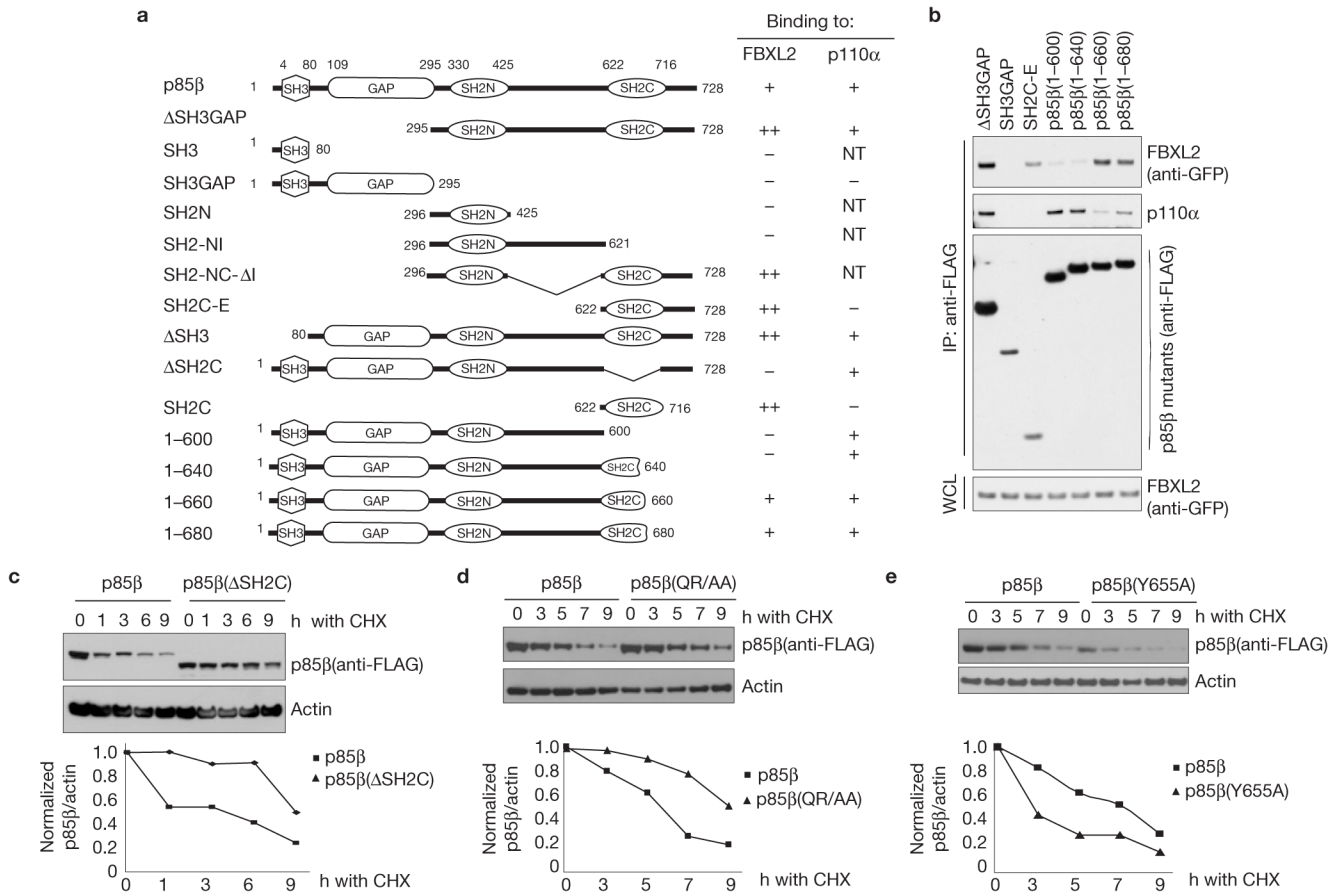 a
Binding to:
FBXL2 p110α
4 80 109 295 330 425 622 716
p85β 1 SH3 GAP SH2N SH2C 728 + +
ΔSH3GAP 295 SH2N SH2C 728 ++ +
SH3 1 SH3 80 – NT
SH3GAP 1 SH3 GAP 295 – –
SH2N 296 SH2N 425 – NT
SH2-NI 296 SH2N 621 – NT
SH2-NC-ΔI 296 SH2N SH2C 728 ++ NT
SH2C-E 622 SH2C 728 ++ –
ΔSH3 80 GAP SH2N SH2C 728 ++ +
ΔSH2C 1 SH3 GAP SH2N 728 – +
SH2C 622 SH2C 716 ++ –
1–600 1 SH3 GAP SH2N 600 – +
1–640 1 SH3 GAP SH2N SH2C 640 – +
1–660 1 SH3 GAP SH2N SH2C 660 + +
1–680 1 SH3 GAP SH2N SH2C 680 + +
b
ΔSH3GAP
SH3GAP
SH2C-E
p85β(1–600)
p85β(1–640)
p85β(1–660)
p85β(1–680)
IP: anti-FLAG
FBXL2
(anti-GFP)
p110α
p85β mutants (anti-FLAG)
WCL
FBXL2
(anti-GFP)
c
p85β p85β(ΔSH2C)
0 1 3 6 9 0 1 3 6 9 h with CHX
p85β(anti-FLAG)
Actin
Normalized
p85β/actin
1.0
0.8
0.6
0.4
0.2
0
p85β
p85β(ΔSH2C)
0 1 3 6 9 h with CHX
d
p85β p85β(QR/AA)
0 3 5 7 9 0 3 5 7 9 h with CHX
p85β(anti-FLAG)
Actin
Normalized
p85β/actin
1.0
0.8
0.6
0.4
0.2
0
p85β
p85β(QR/AA)
0 3 5 7 9 h with CHX
e
p85β p85β(Y655A)
0 3 5 7 9 0 3 5 7 9 h with CHX
p85β(anti-FLAG)
Actin
Normalized
p85β/actin
1.0
0.8
0.6
0.4
0.2
0
p85β
p85β(Y655A)
0 3 5 7 9 h with CHX